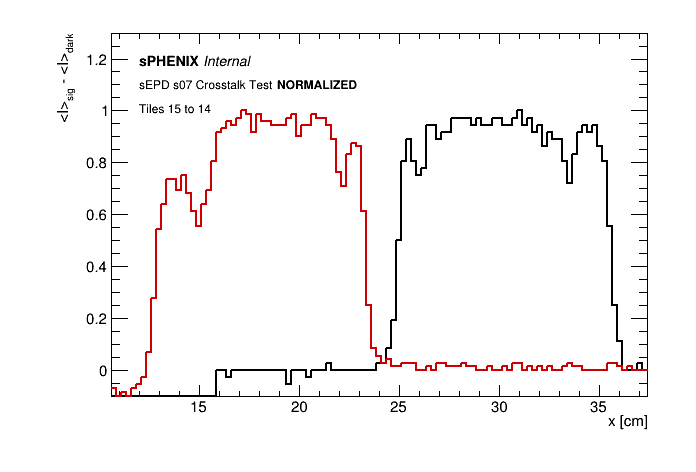 <I>sig - <I>dark
sPHENIX Internal
sEPD s07 Crosstalk Test NORMALIZED
Tiles 15 to 14
1.2
1
0.8
0.6
0.4
0.2
0
15 20 25 30 35
x [cm]